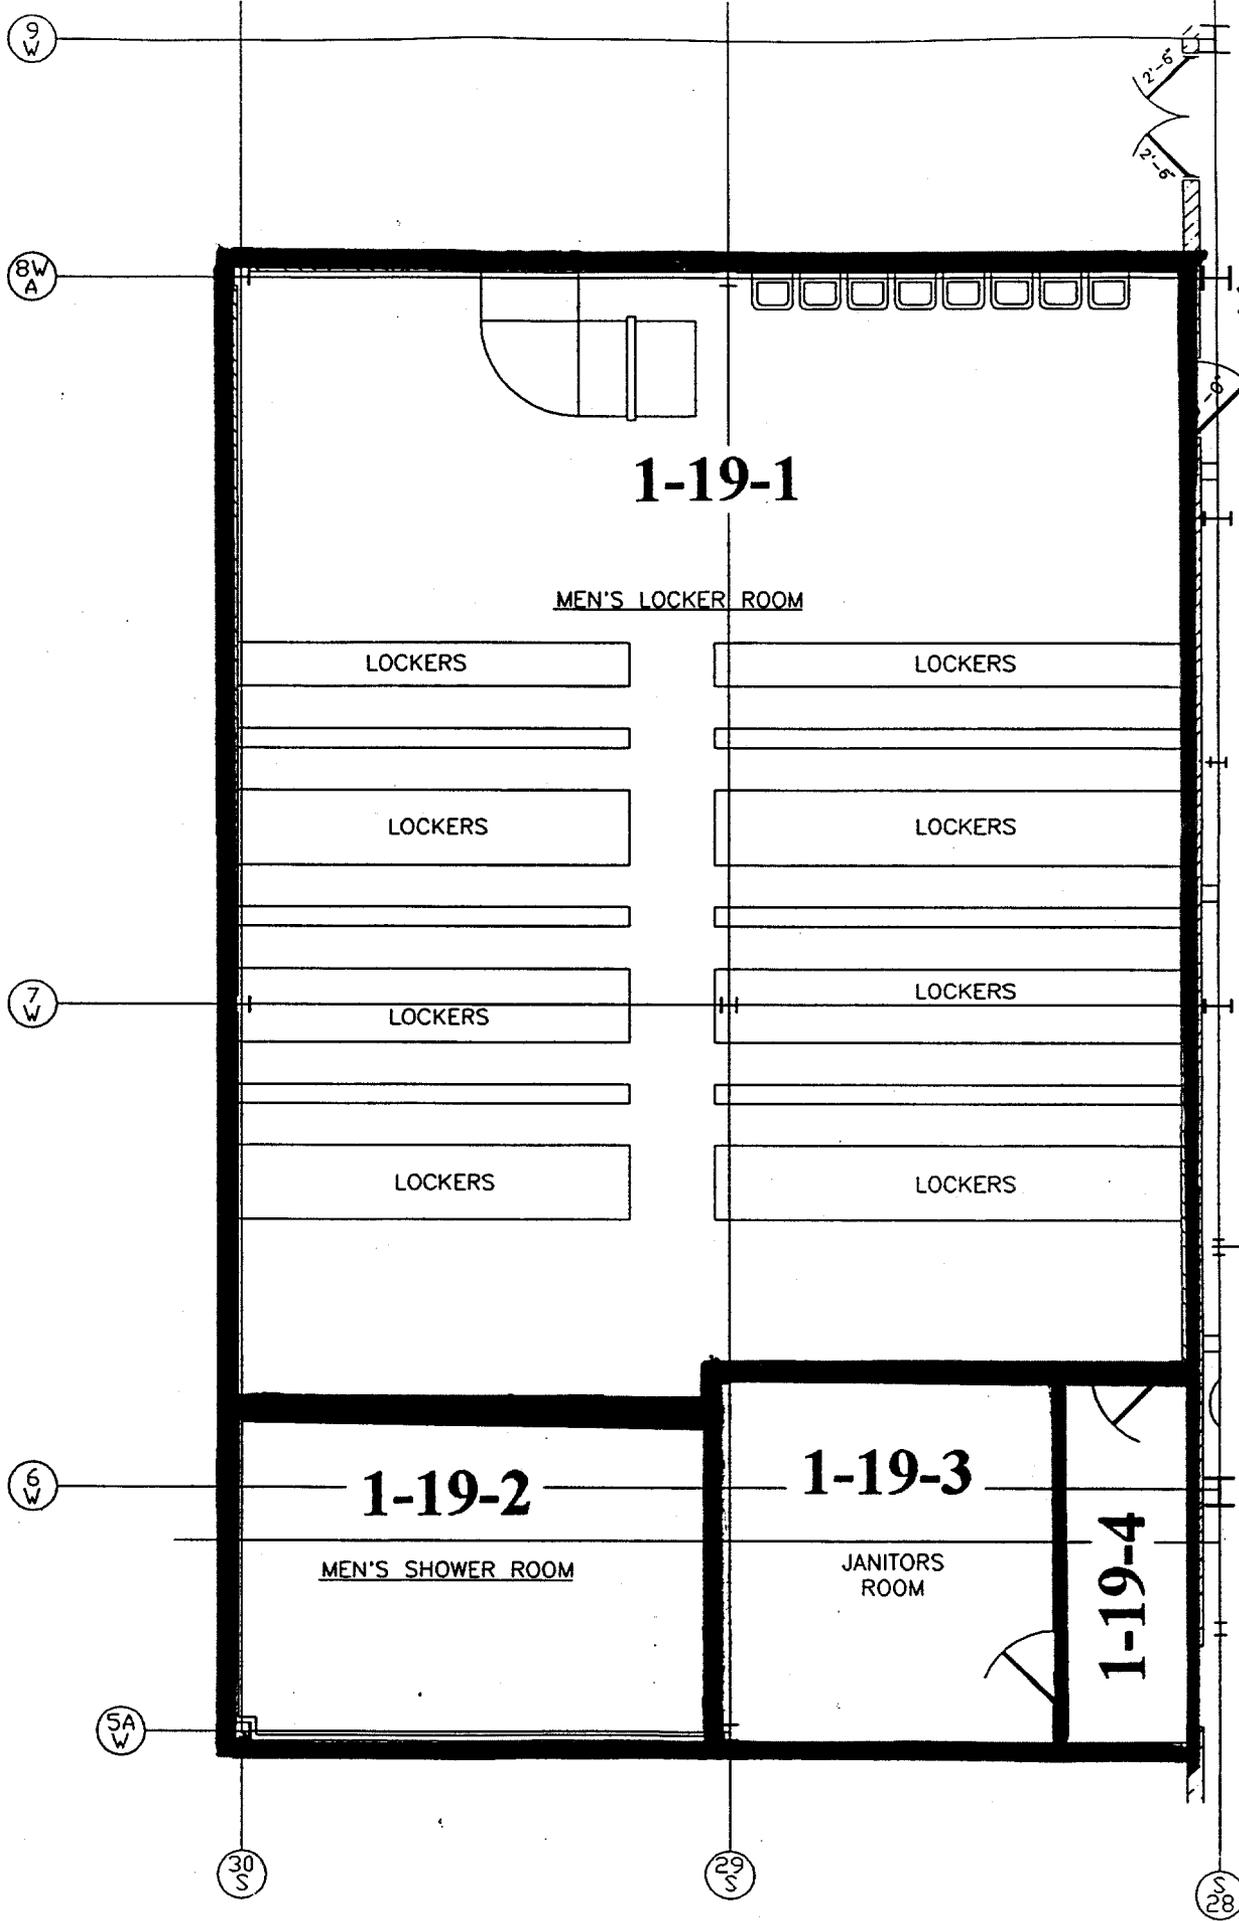 9
W
2'-6"
2'-6"
8W
A
-0"
1-19-1
MEN'S LOCKER ROOM
LOCKERS
LOCKERS
LOCKERS
LOCKERS
7
W
LOCKERS
LOCKERS
LOCKERS
LOCKERS
6
W
1-19-2
1-19-3
1-19-4
MEN'S SHOWER ROOM
JANITORS
ROOM
5A
W
30
S
29
S
S
28